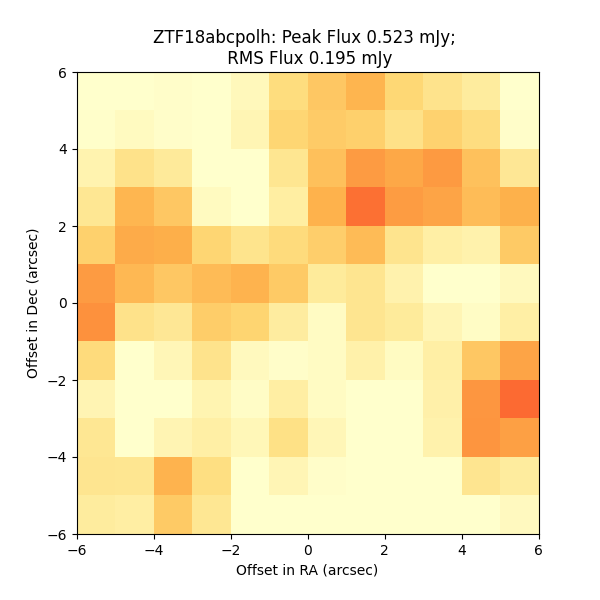 ZTF18abcpolh: Peak Flux 0.523 mJy;
RMS Flux 0.195 mJy
6
4
2
0
−2
−4
−6
Offset in Dec (arcsec)
−6 −4 −2 0 2 4 6
Offset in RA (arcsec)